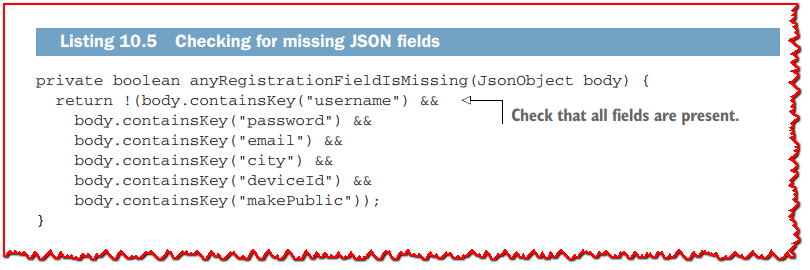 Listing 10.5 Checking for missing JSON fields
private boolean anyRegistrationFieldIsMissing(JsonObject body) {
return !(body.containsKey("username") &&
Check that all fields are present.
body.containsKey("password") &&
body.containsKey("email") &&
body.containsKey("city") &&
body.containsKey("deviceId") &&
body.containsKey("makePublic"));
}